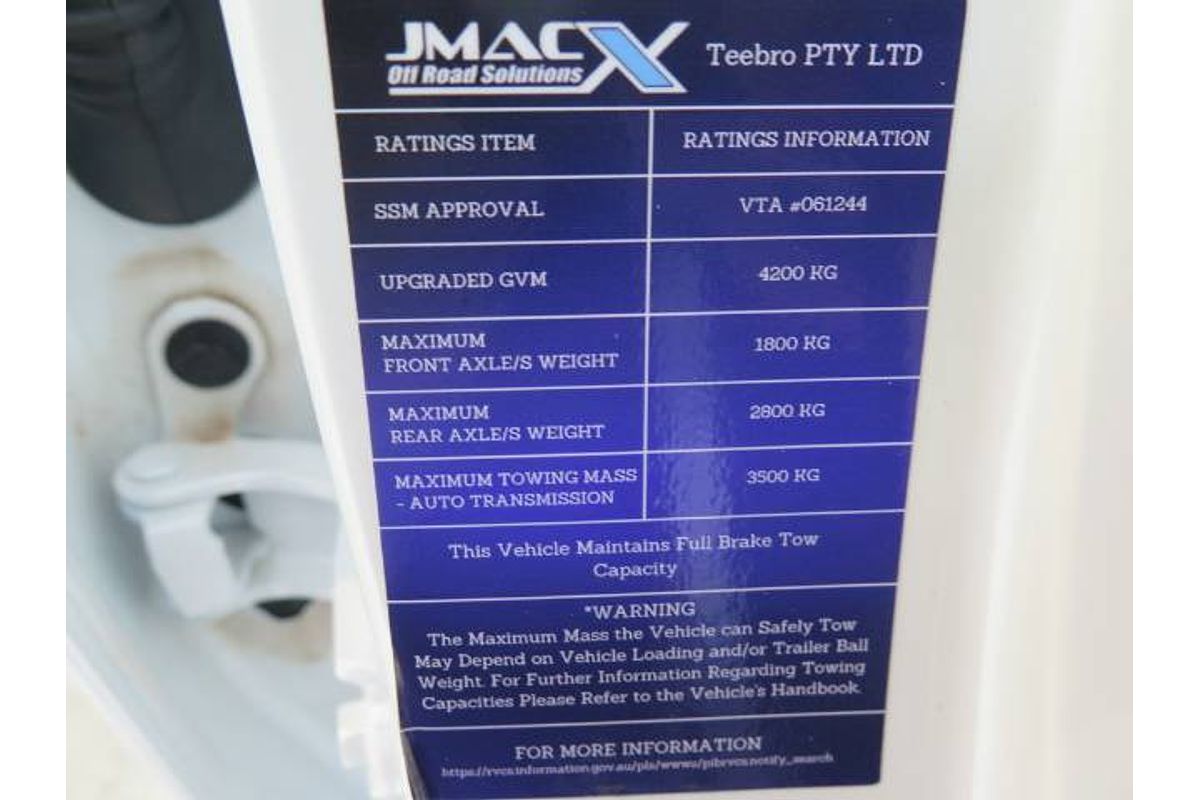 JMACX
Off Road Solutions
Teebro PTY LTD
RATINGS ITEM
RATINGS INFORMATION
SSM APPROVAL
VTA #061244
UPGRADED GVM
4200 KG
MAXIMUM
FRONT AXLE/S WEIGHT
1800 KG
MAXIMUM
REAR AXLE/S WEIGHT
2800 KG
MAXIMUM TOWING MASS
- AUTO TRANSMISSION
3500 KG
This Vehicle Maintains Full Brake Tow
Capacity
*WARNING
The Maximum Mass the Vehicle can Safely Tow
May Depend on Vehicle Loading and/or Trailer Ball
Weight. For Further Information Regarding Towing
Capacities Please Refer to the Vehicle's Handbook.
FOR MORE INFORMATION